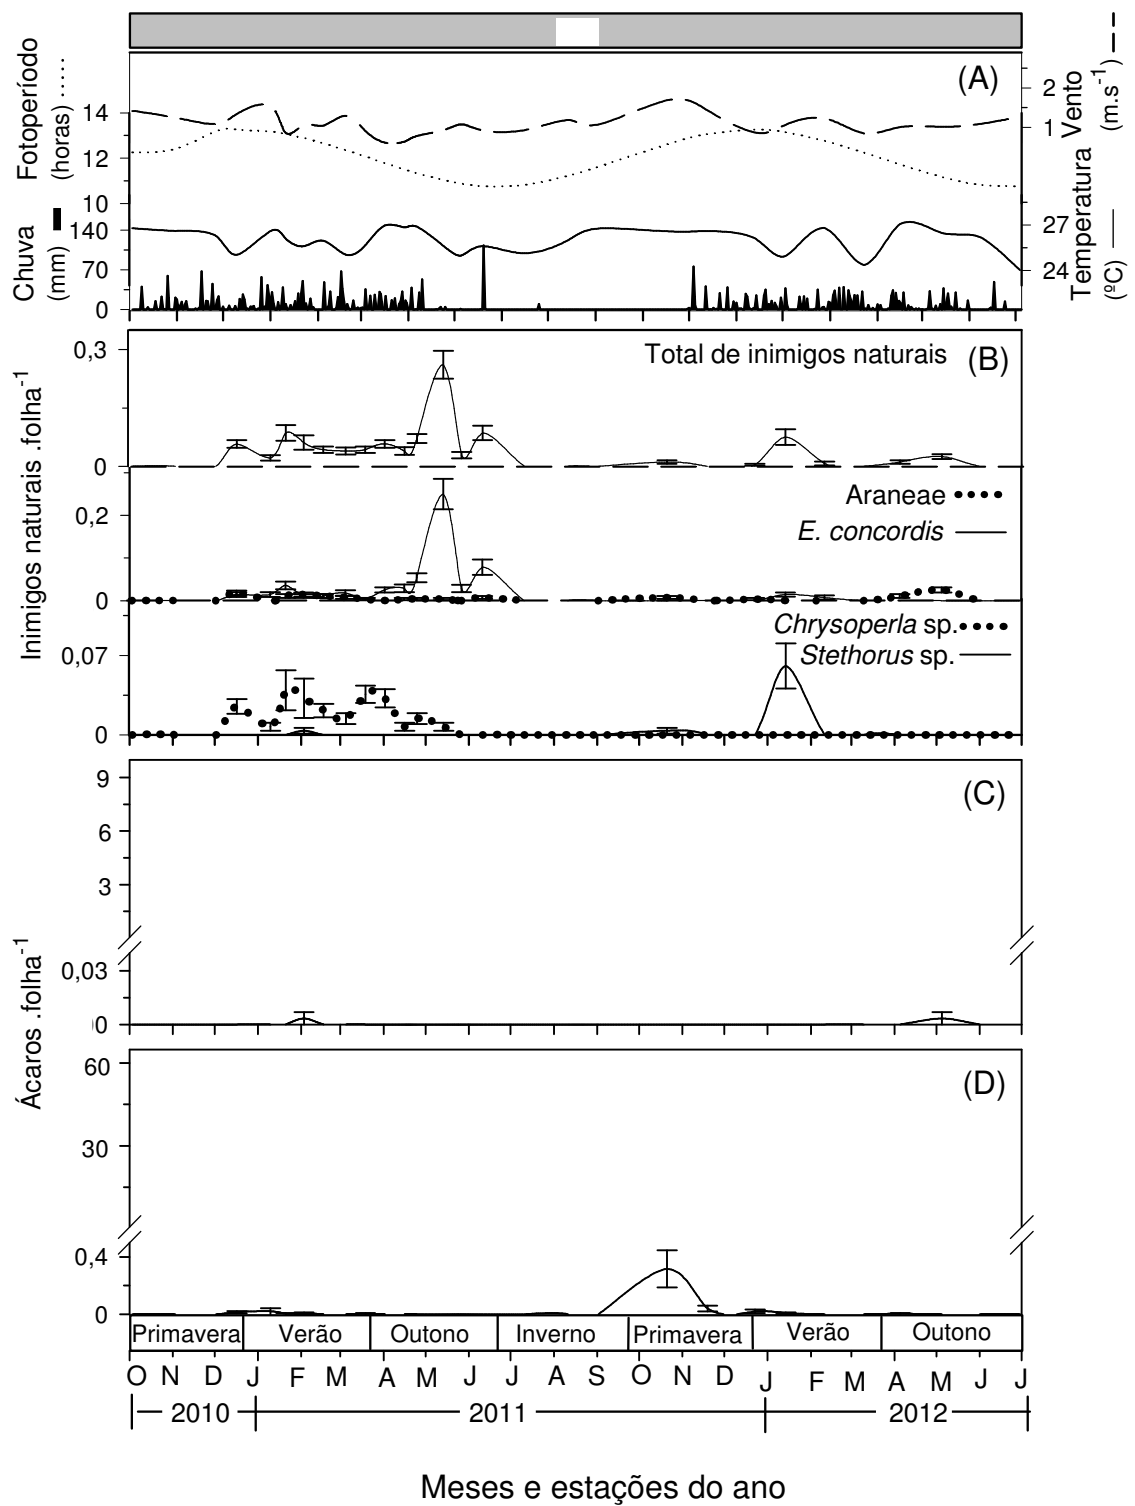 (A)
Fotoperíodo
(horas) .....
14
12
10
Chuva
(mm)
140
70
0
2
1
Vento
(m.s-1)
27
24
Temperatura
(ºC)
Total de inimigos naturais (B)
Inimigos naturais .folha-1
0,3
0
Araneae
E. concordis
0,2
0
Chrysoperla sp.
Stethorus sp.
0,07
0
(C)
9
6
3
0,03
0
Ácaros .folha-1
(D)
60
30
0,4
0
Primavera Verão Outono Inverno Primavera Verão Outono
O N D J F M A M J J A S O N D J F M A M J J
2010 2011 2012
Meses e estações do ano